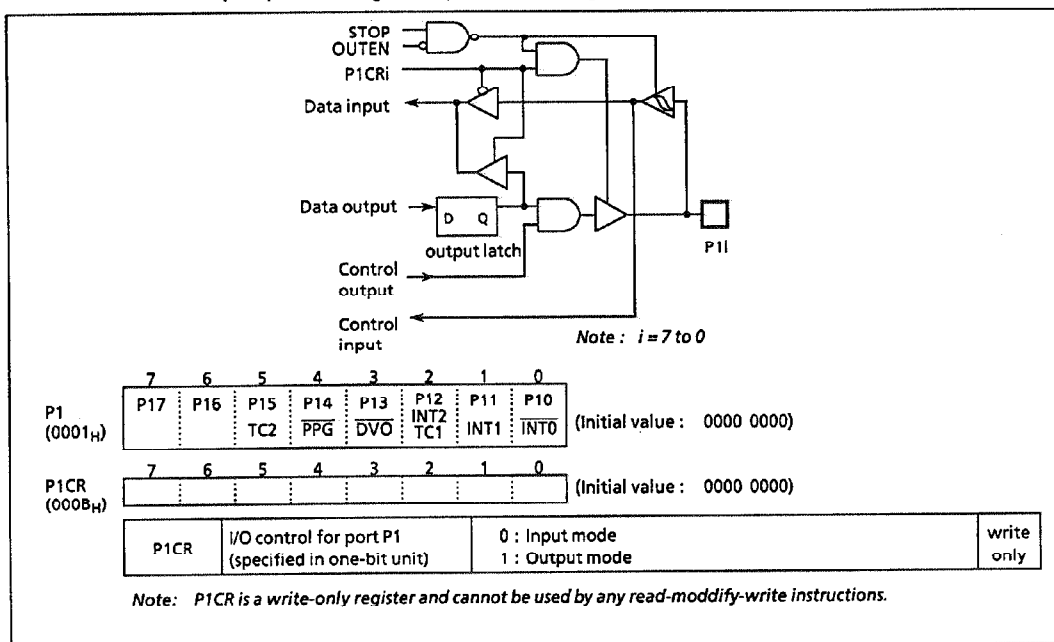 STOP
OUTEN
P1CRi
Data input
Data output
D Q
output latch
P1i
Control
output
Control
input
Note : i = 7 to 0
7 6 5 4 3 2 1 0
P1
(0001H)
P17 P16 P15 P14 P13 P12 P11 P10
TC2 PPG DVO INT2 TC1 INT1 INT0
(Initial value : 0000 0000)
7 6 5 4 3 2 1 0
P1CR
(000BH)
(Initial value : 0000 0000)
P1CR
I/O control for port P1
(specified in one-bit unit)
0 : Input mode
1 : Output mode
write
only
Note: P1CR is a write-only register and cannot be used by any read-moddify-write instructions.